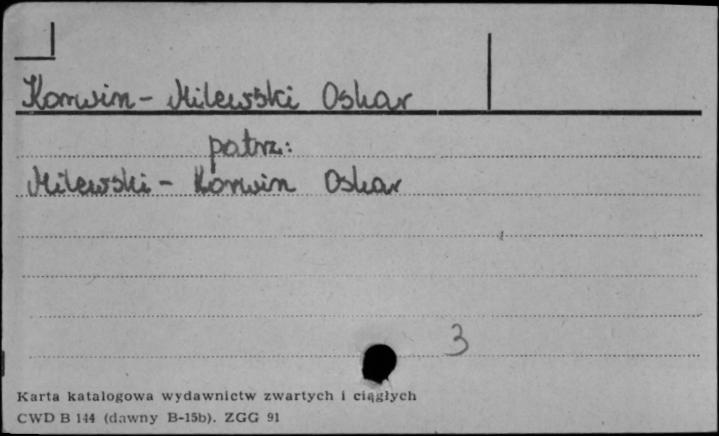 Korwin - Milewski Oskar
patrz:
Milewski - Korwin Oskar
3
Karta katalogowa wydawnictw zwartych i ciągłych
CWD B 144 (dawny B-15b). ZGG 91